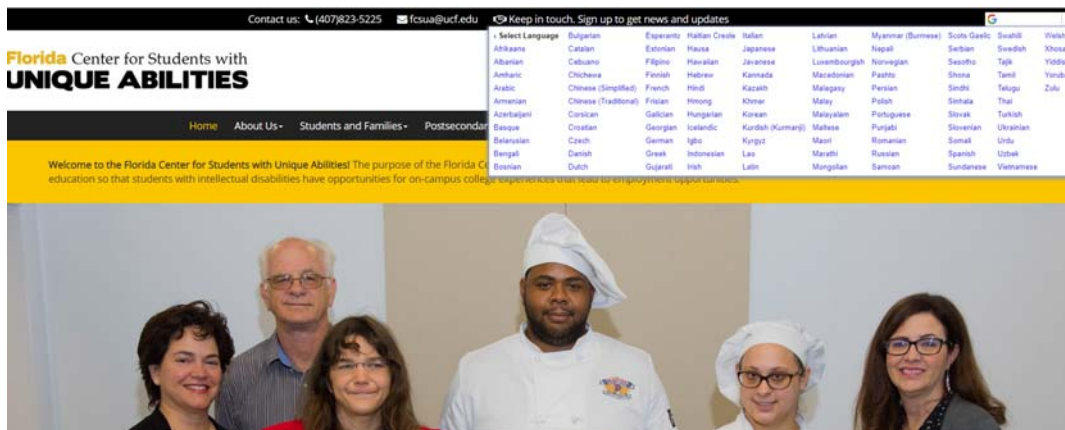 Contact us: (407)823-5225 fcsua@ucf.edu Keep in touch. Sign up to get news and updates
Florida Center for Students with
UNIQUE ABILITIES
Home About Us Students and Families Postsecondar
Welcome to the Florida Center for Students with Unique Abilities! The purpose of the Florida Ce
education so that students with intellectual disabilities have opportunities for on-campus college experiences that lead to employment opportunities.
‹ Select Language Bulgarian Esperanto Haitian Creole Italian Latvian Myanmar (Burmese) Scots Gaelic Swahili Welsh
Afrikaans Catalan Estonian Hausa Japanese Lithuanian Nepali Serbian Swedish Xhosa
Albanian Cebuano Filipino Hawaiian Javanese Luxembourgish Norwegian Sesotho Tajik Yiddis
Amharic Chichewa Finnish Hebrew Kannada Macedonian Pashto Shona Tamil Yorub
Arabic Chinese (Simplified) French Hindi Kazakh Malagasy Persian Sindhi Telugu Zulu
Armenian Chinese (Traditional) Frisian Hmong Khmer Malay Polish Sinhala Thai
Azerbaijani Corsican Galician Hungarian Korean Malayalam Portuguese Slovak Turkish
Basque Croatian Georgian Icelandic Kurdish (Kurmanji) Maltese Punjabi Slovenian Ukrainian
Belarusian Czech German Igbo Kyrgyz Maori Romanian Somali Urdu
Bengali Danish Greek Indonesian Lao Marathi Russian Spanish Uzbek
Bosnian Dutch Gujarati Irish Latin Mongolian Samoan Sundanese Vietnamese